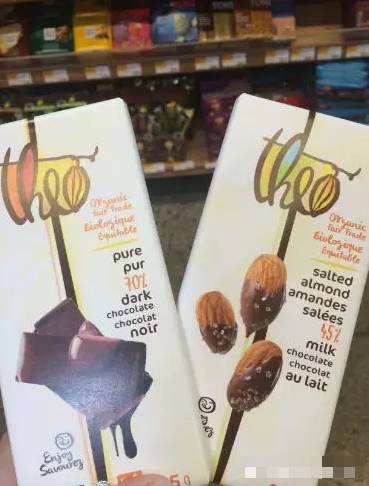 theo
Organic
Fair Trade
Biologique
Équitable
pure
pur
70%
dark
chocolate
chocolat
noir
Enjoy
Savourez
theo
Organic
Fair Trade
Biologique
Équitable
salted
almond
amandes
salées
45%
milk
chocolate
chocolat
au lait